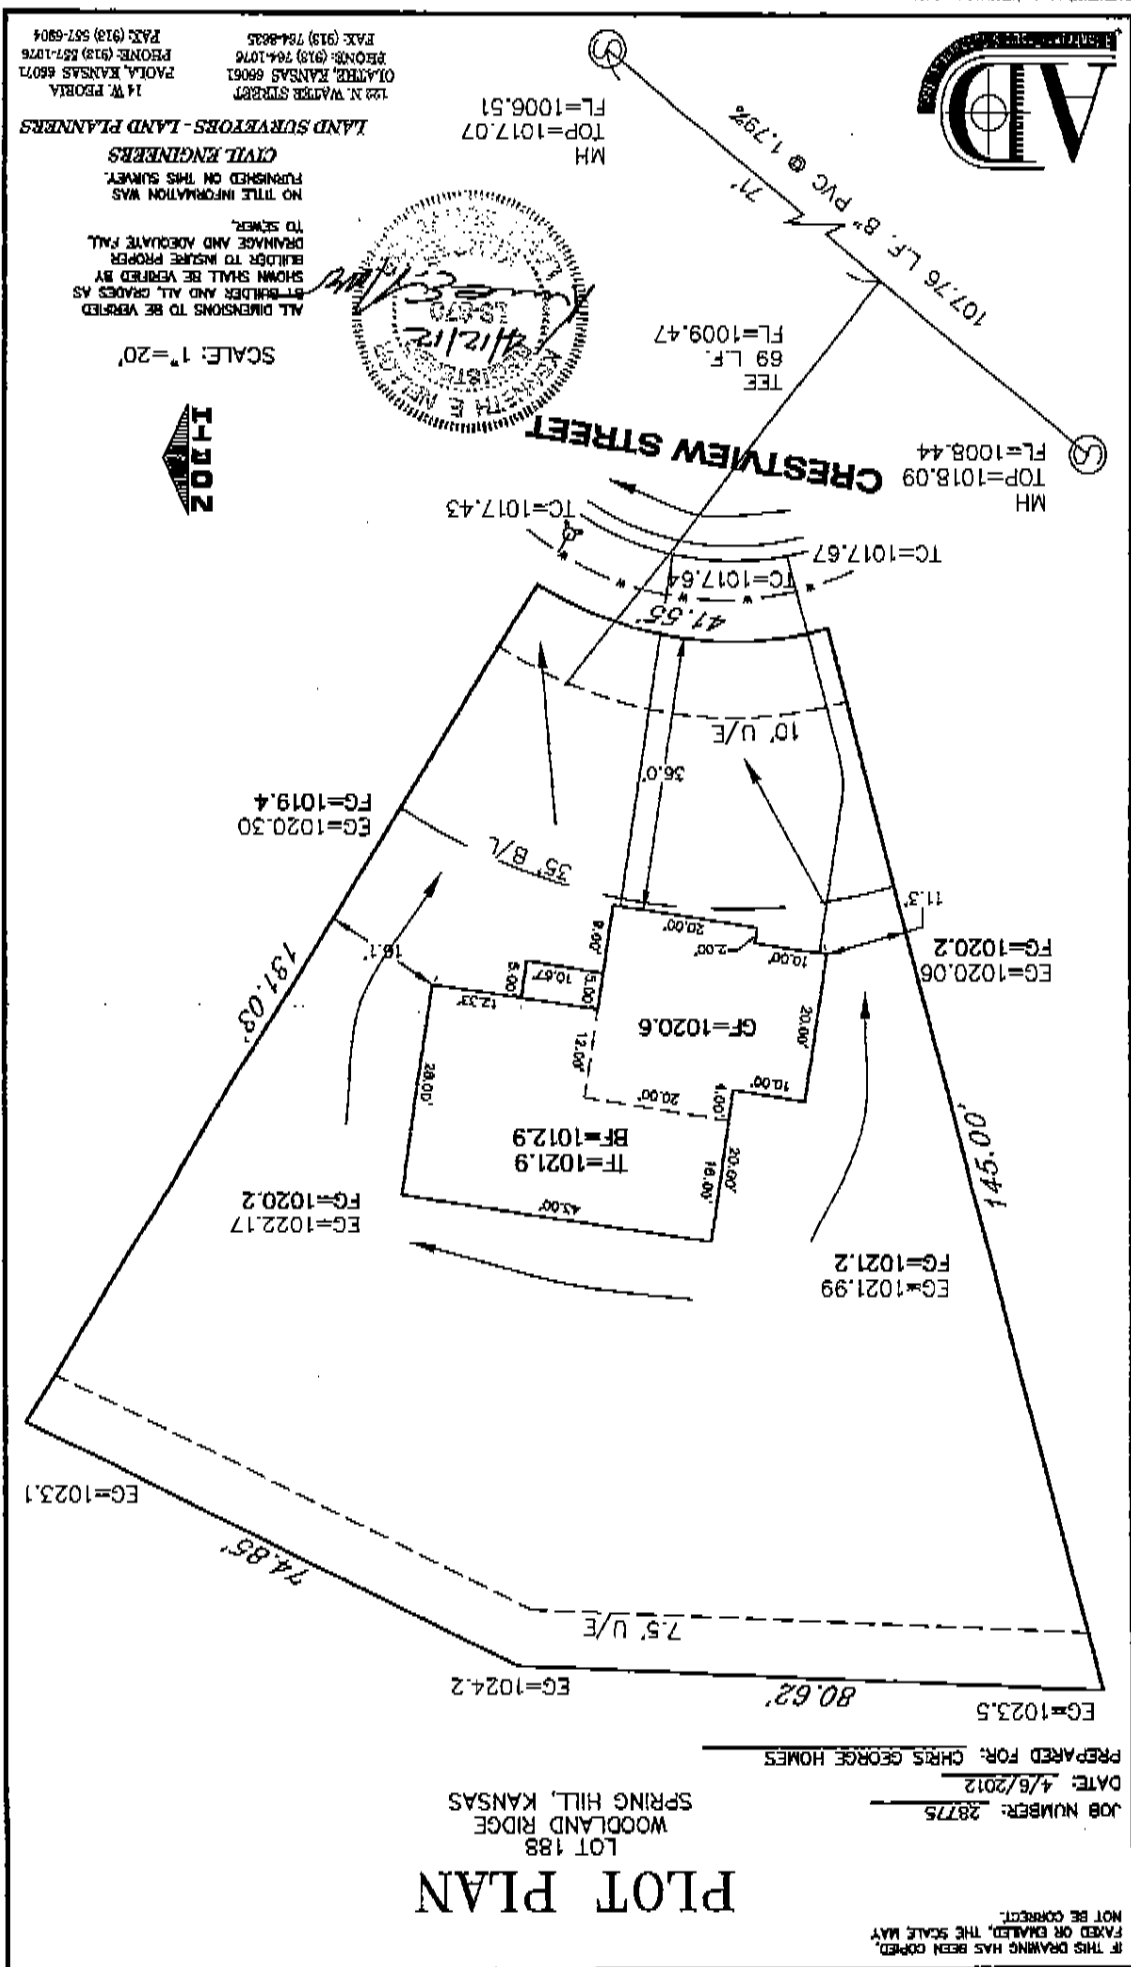 IF THIS DRAWING HAS BEEN COPIED,
FAXED OR EMAILED, THE SCALE MAY
NOT BE CORRECT.
PLOT PLAN
LOT 188
WOODLAND RIDGE
SPRING HILL, KANSAS
JOB NUMBER: 28775
DATE: 4/6/2012
PREPARED FOR: CHRIS GEORGE HOMES
EG=1023.5
80.62'
EG=1024.2
7.5' U/E
74.85'
EG=1023.1
EG=1021.99
FG=1021.2
EG=1022.17
FG=1020.2
43.00'
16.00'
20.00'
TF=1021.9
BF=1012.9
28.00'
145.00'
4.00'
10.00'
20.00'
20.00'
12.00'
GF=1020.6
12.33'
5.00'
10.67'
5.00'
9.00'
10.00'
2.00'
20.00'
131.03'
EG=1020.06
FG=1020.2
11.3'
35' B/L
EG=1020.30
FG=1019.4
36.0'
10' U/E
41.55'
TC=1017.64
TC=1017.67
TC=1017.43
W
W
W
W
W
CRESTVIEW STREET
MH
TOP=1018.09
FL=1008.44
TEE
69 L.F.
FL=1009.47
107.76 L.F. 8" PVC @ 1.79%
71'
MH
TOP=1017.07
FL=1006.51
S
S
NORTH
SCALE: 1"=20'
ALL DIMENSIONS TO BE VERIFIED
BY BUILDER AND ALL GRADES AS
SHOWN SHALL BE VERIFIED BY
BUILDER TO INSURE PROPER
DRAINAGE AND ADEQUATE FALL
TO SEWER.
NO TITLE INFORMATION WAS
FURNISHED ON THIS SURVEY.
4/12/12
CIVIL ENGINEERS
LAND SURVEYORS - LAND PLANNERS
122 N. WATER STREET
OLATHE, KANSAS 66061
PHONE: (913) 764-1076
FAX: (913) 764-8635
14 W. PEORIA
PAOLA, KANSAS 66071
PHONE: (913) 557-1076
FAX: (913) 557-6904